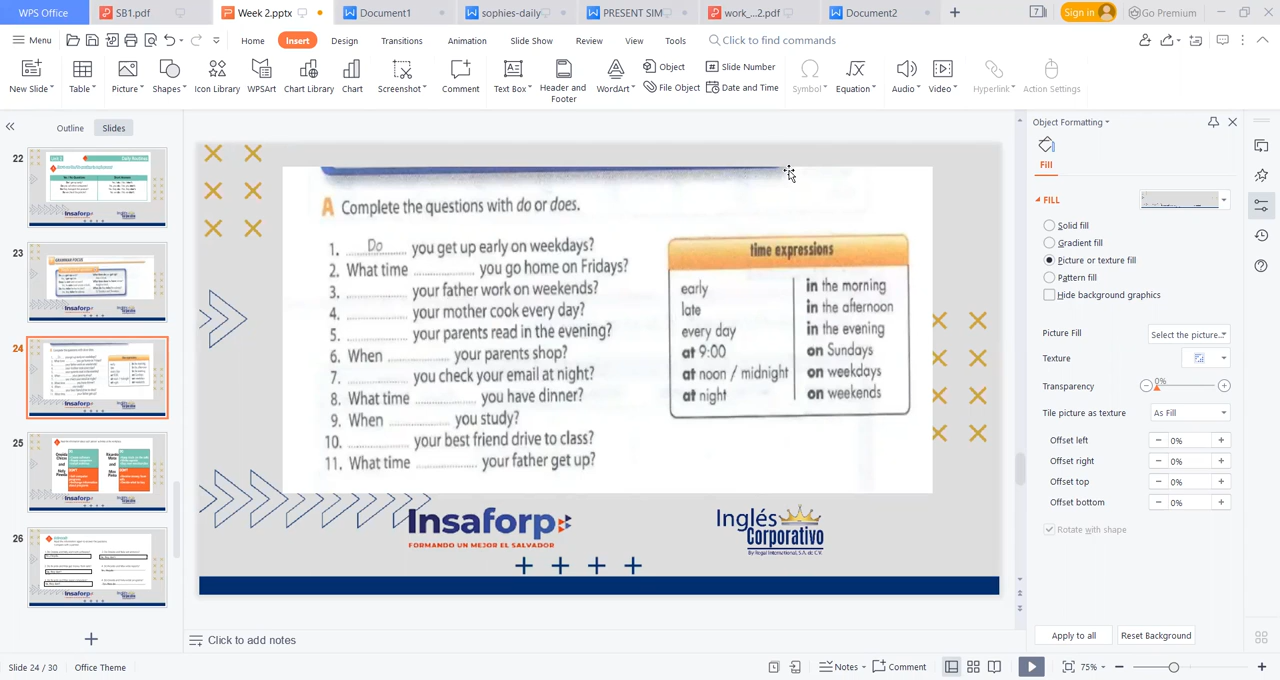 WPS Office
SB1.pdf
Week 2.pptx
Document1
sophies-daily
PRESENT SIM
work_...2.pdf
Document2
Sign in
Go Premium
Menu
Home
Insert
Design
Transitions
Animation
Slide Show
Review
View
Tools
Click to find commands
New Slide
Table
Picture
Shapes
Icon Library
WPSArt
Chart Library
Chart
Screenshot
Comment
Text Box
Header and
Footer
WordArt
Object
File Object
Slide Number
Date and Time
Symbol
Equation
Audio
Video
Hyperlink
Action Settings
Outline
Slides
22
23
24
25
26
A Complete the questions with do or does.
1. Do you get up early on weekdays?
2. What time .............. you go home on Fridays?
3. .............. your father work on weekends?
4. .............. your mother cook every day?
5. .............. your parents read in the evening?
6. When .............. your parents shop?
7. .............. you check your email at night?
8. What time .............. you have dinner?
9. When .............. you study?
10. .............. your best friend drive to class?
11. What time .............. your father get up?
time expressions
early
late
every day
at 9:00
at noon / midnight
at night
in the morning
in the afternoon
in the evening
on Sundays
on weekdays
on weekends
Insaforp
FORMANDO UN MEJOR EL SALVADOR
Inglés
Corporativo
By Regal International, S.A. de C.V.
Click to add notes
Object Formatting
Fill
FILL
Solid fill
Gradient fill
Picture or texture fill
Pattern fill
Hide background graphics
Picture Fill
Select the picture...
Texture
Transparency
0%
Tile picture as texture
As Fill
Offset left
0%
Offset right
0%
Offset top
0%
Offset bottom
0%
Rotate with shape
Apply to all
Reset Background
Slide 24 / 30
Office Theme
Notes
Comment
75%